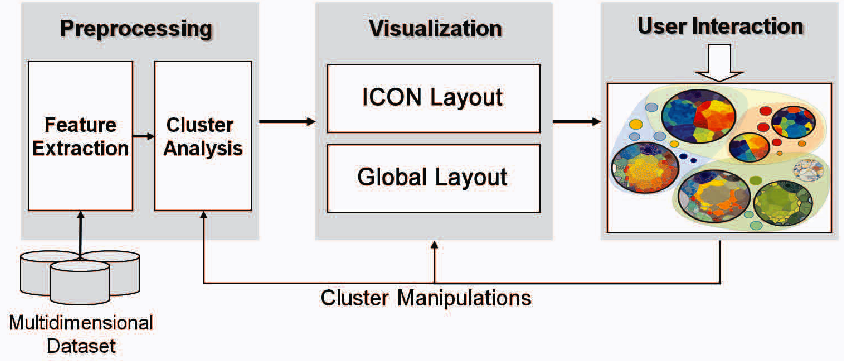 Preprocessing
Visualization
User Interaction
Feature
Extraction
Cluster
Analysis
ICON Layout
Global Layout
Cluster Manipulations
Multidimensional
Dataset